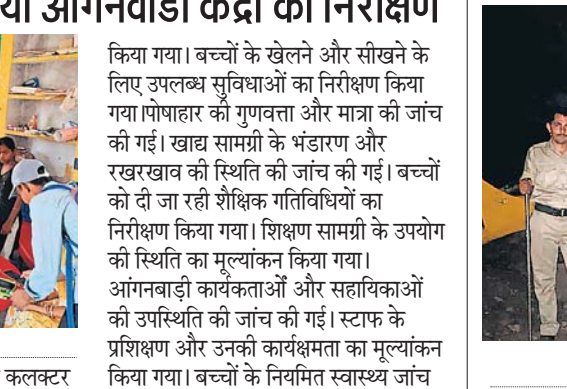 आंगनवाडी केंद्रों का निरीक्षण
किया गया। बच्चों के खेलने और सीखने के
लिए उपलब्ध सुविधाओं का निरीक्षण किया
गया।पोषाहार की गुणवत्ता और मात्रा की जांच
की गई। खाद्य सामग्री के भंडारण और
रखरखाव की स्थिति की जांच की गई। बच्चों
को दी जा रही शैक्षिक गतिविधियों का
निरीक्षण किया गया। शिक्षण सामग्री के उपयोग
की स्थिति का मूल्यांकन किया गया।
आंगनबाड़ी कार्यकर्ताओं और सहायिकाओं
की उपस्थिति की जांच की गई। स्टाफ के
प्रशिक्षण और उनकी कार्यक्षमता का मूल्यांकन
किया गया। बच्चों के नियमित स्वास्थ्य जांच
कलक्टर